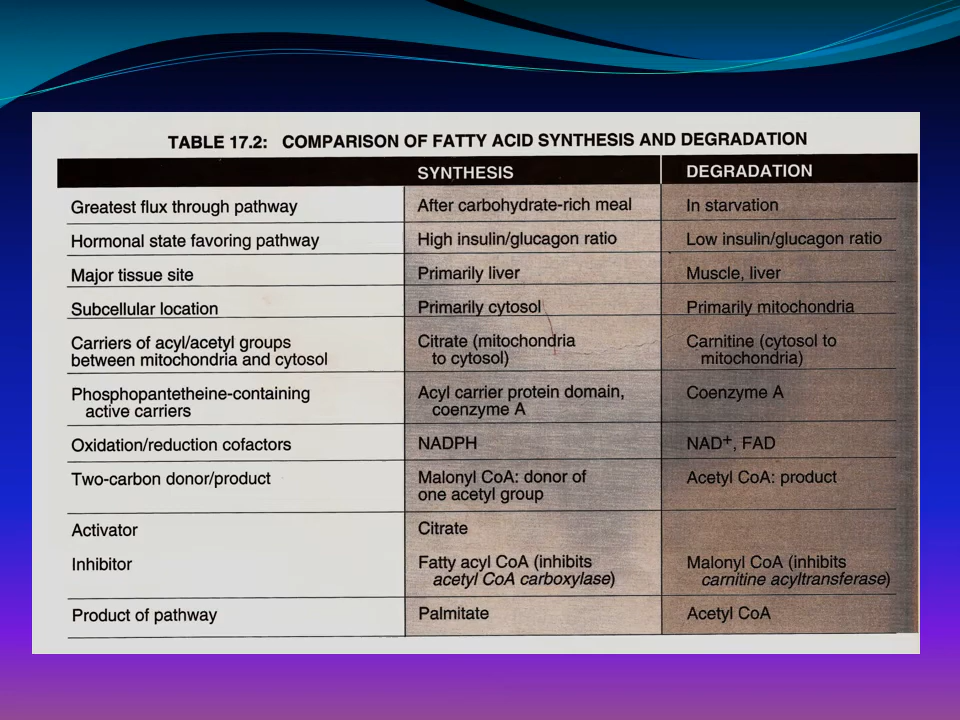 TABLE 17.2: COMPARISON OF FATTY ACID SYNTHESIS AND DEGRADATION
SYNTHESIS DEGRADATION
Greatest flux through pathway After carbohydrate-rich meal In starvation
Hormonal state favoring pathway High insulin/glucagon ratio Low insulin/glucagon ratio
Major tissue site Primarily liver Muscle, liver
Subcellular location Primarily cytosol Primarily mitochondria
Carriers of acyl/acetyl groups Citrate (mitochondria Carnitine (cytosol to
between mitochondria and cytosol to cytosol) mitochondria)
Phosphopantetheine-containing Acyl carrier protein domain, Coenzyme A
active carriers coenzyme A
Oxidation/reduction cofactors NADPH NAD⁺, FAD
Two-carbon donor/product Malonyl CoA: donor of Acetyl CoA: product
one acetyl group
Activator Citrate
Inhibitor Fatty acyl CoA (inhibits Malonyl CoA (inhibits
acetyl CoA carboxylase) carnitine acyltransferase)
Product of pathway Palmitate Acetyl CoA